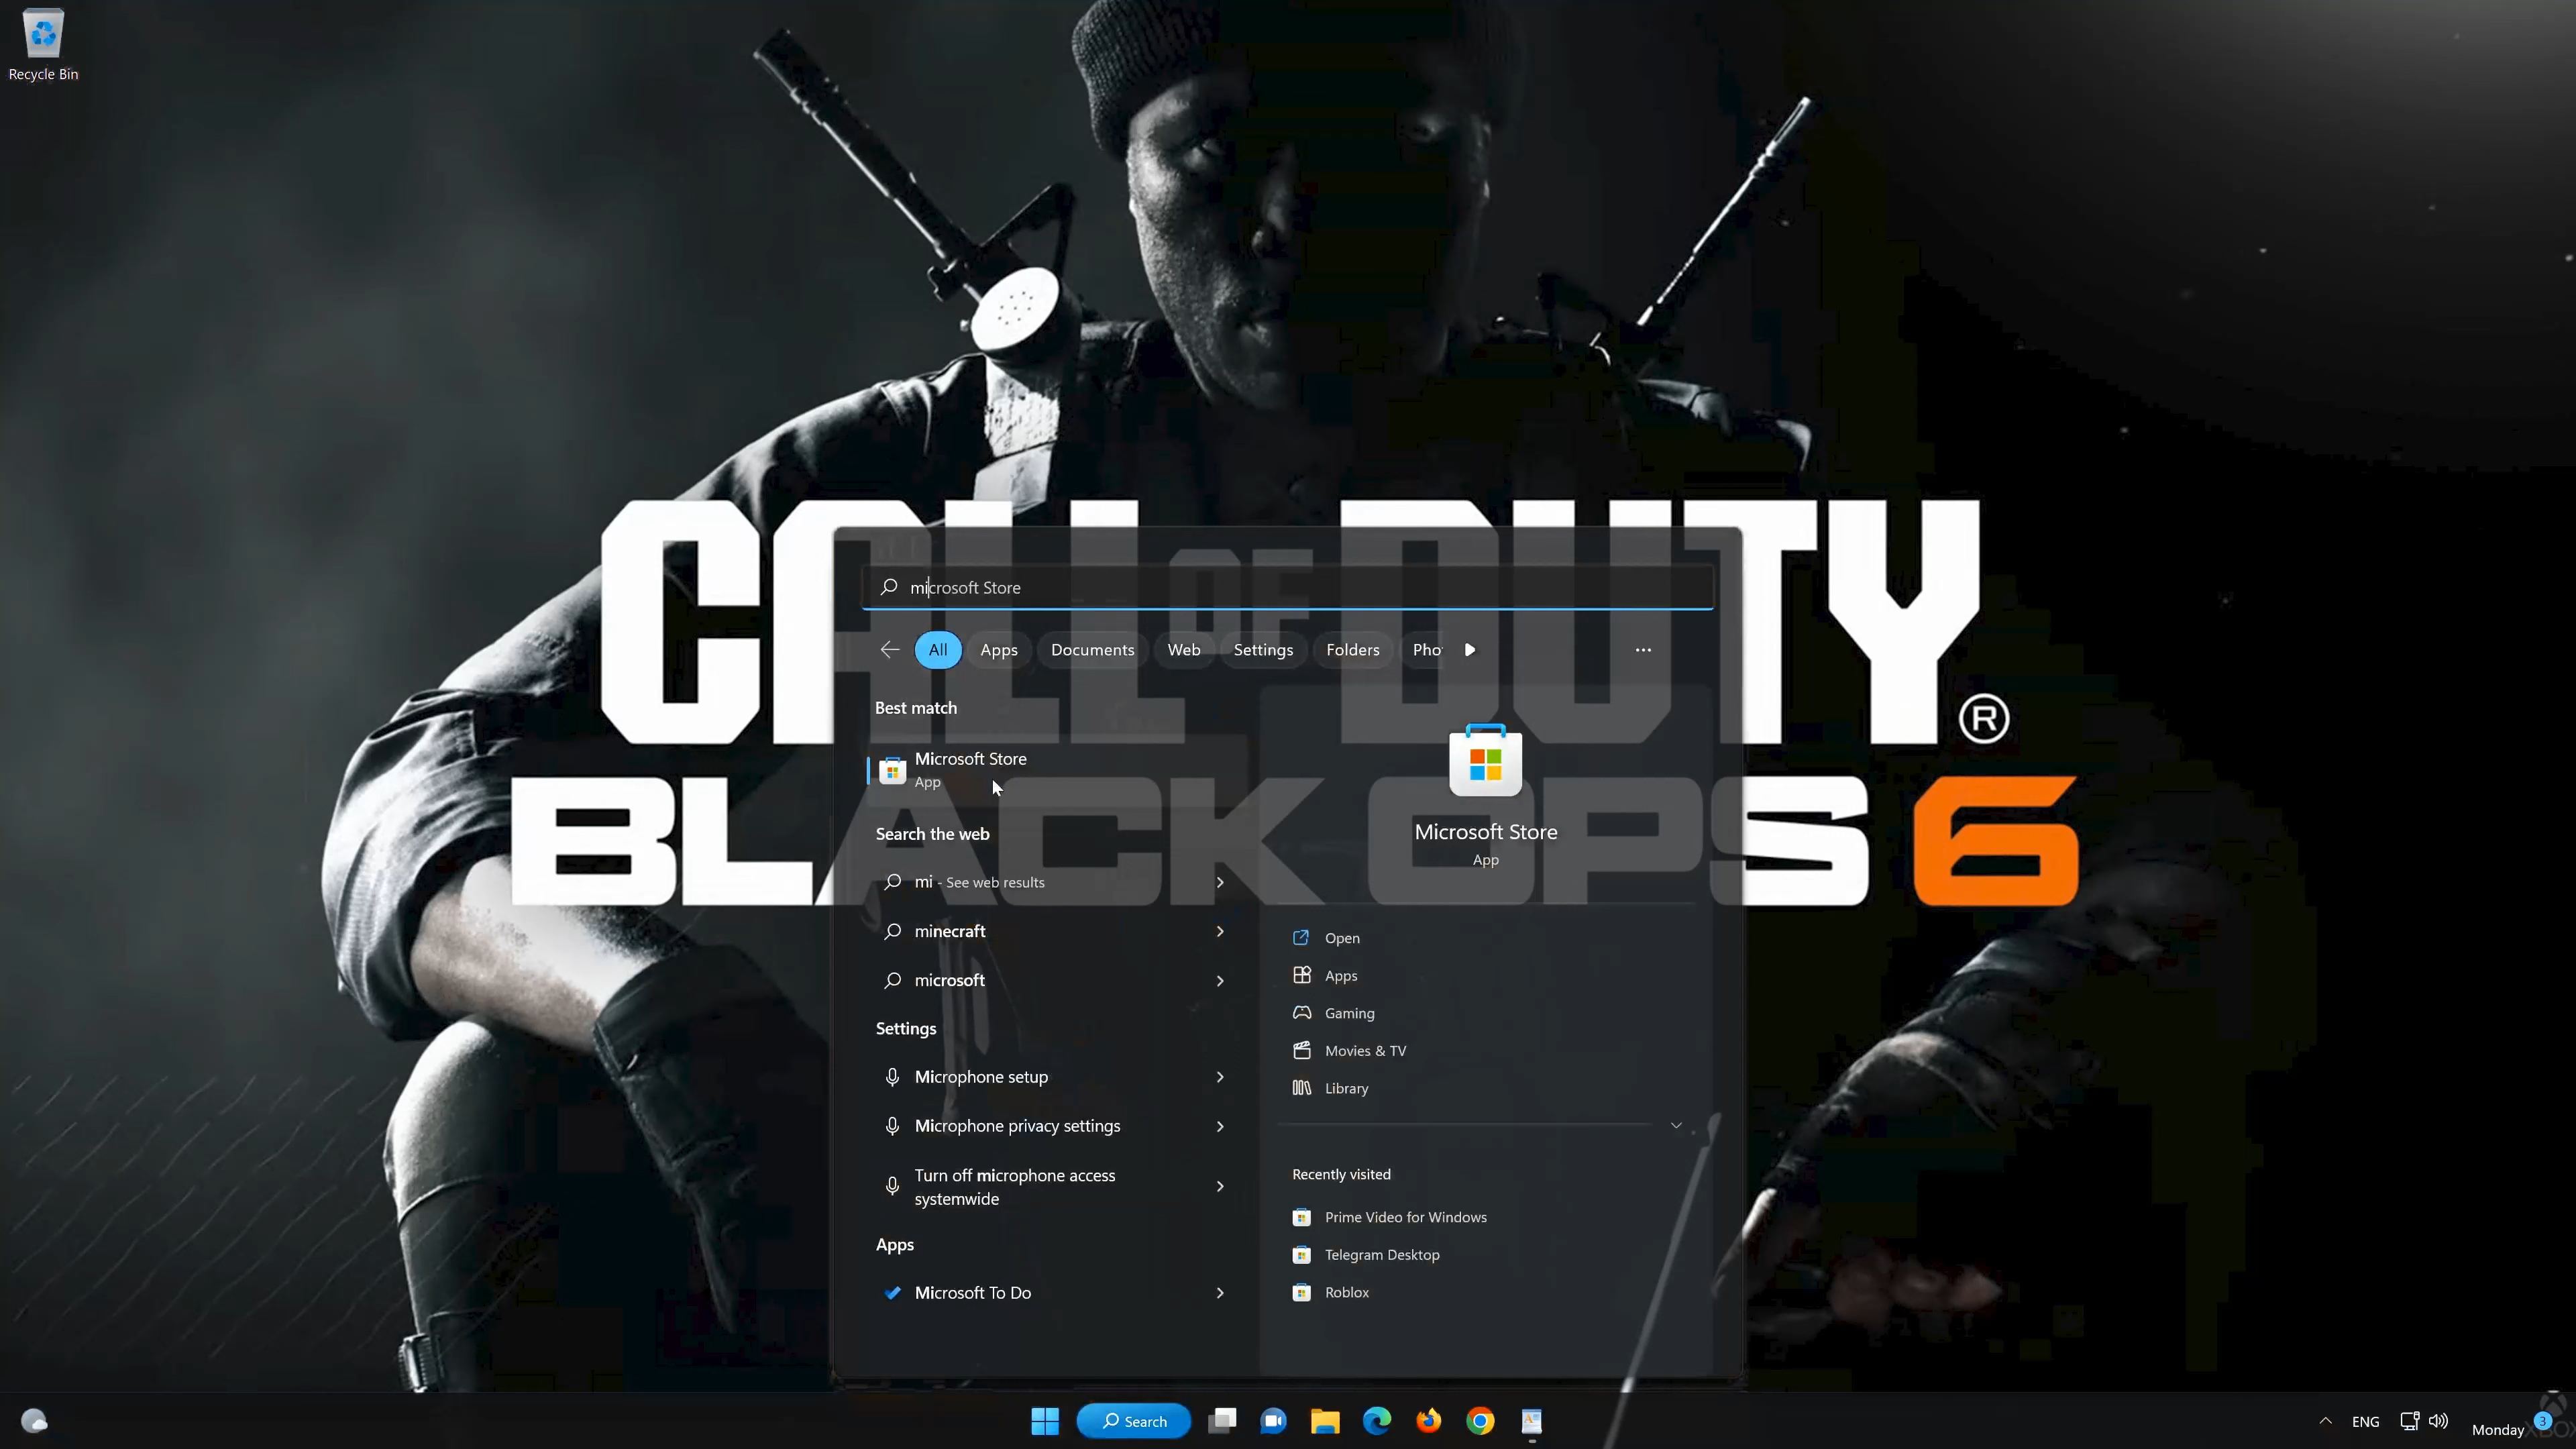 Recycle Bin
CALL OF DUTY®
BLACK OPS 6
microsoft Store
All
Apps
Documents
Web
Settings
Folders
Pho
...
Best match
Microsoft Store
App
Search the web
mi - See web results
minecraft
microsoft
Settings
Microphone setup
Microphone privacy settings
Turn off microphone access
systemwide
Apps
Microsoft To Do
Microsoft Store
App
Open
Apps
Gaming
Movies & TV
Library
Recently visited
Prime Video for Windows
Telegram Desktop
Roblox
Search
ENG
Monday
3
XBOX